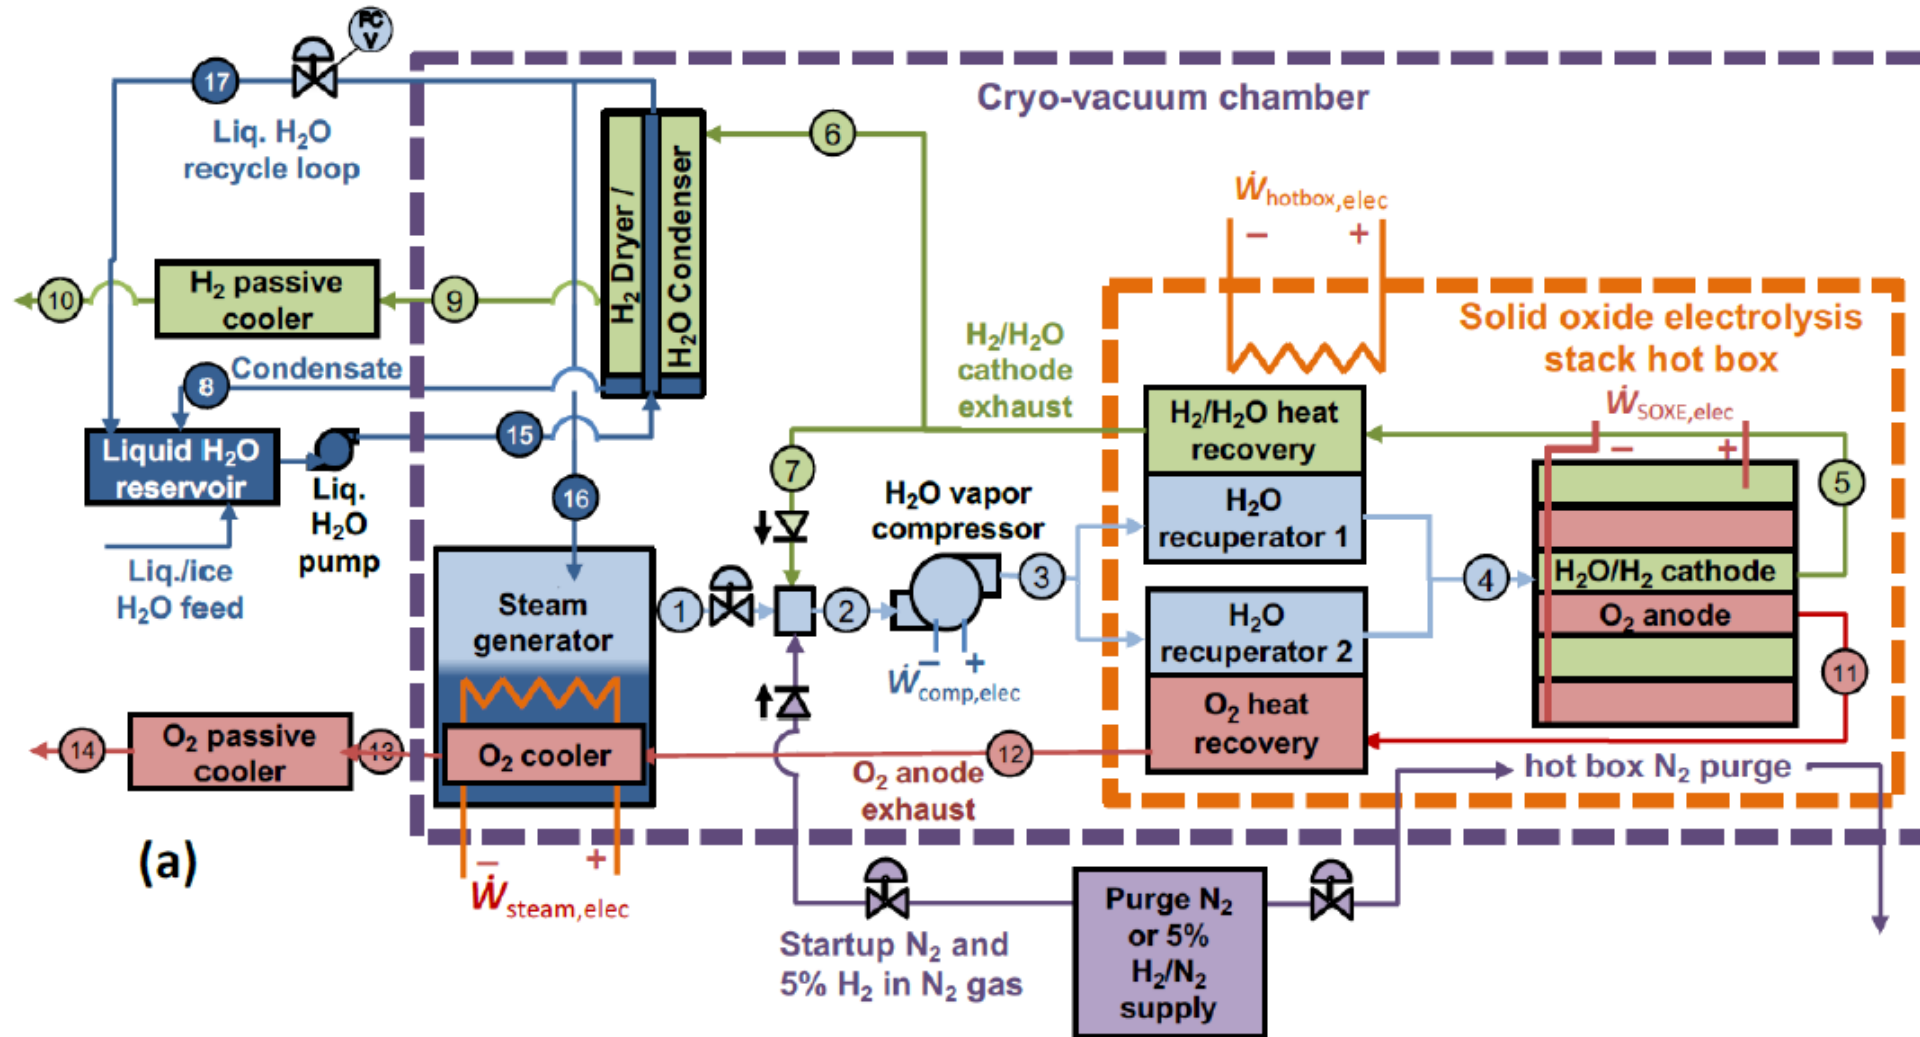 FC
V
17
Liq. H₂O
recycle loop
Cryo-vacuum chamber
6
H₂ Dryer /
H₂O Condenser
Ẇhotbox,elec
− +
10
H₂ passive
cooler
9
Solid oxide electrolysis
stack hot box
H₂/H₂O
cathode
exhaust
8
Condensate
15
Liquid H₂O
reservoir
Liq.
H₂O
pump
Liq./ice
H₂O feed
16
7
H₂O vapor
compressor
H₂/H₂O heat
recovery
H₂O
recuperator 1
ẆSOXE,elec
− +
5
Steam
generator
1
2
3
4
Ẇcomp,elec
− +
H₂O
recuperator 2
O₂ heat
recovery
H₂O/H₂ cathode
O₂ anode
11
14
O₂ passive
cooler
13
O₂ cooler
12
O₂ anode
exhaust
hot box N₂ purge
(a)
− +
Ẇsteam,elec
Startup N₂ and
5% H₂ in N₂ gas
Purge N₂
or 5%
H₂/N₂
supply